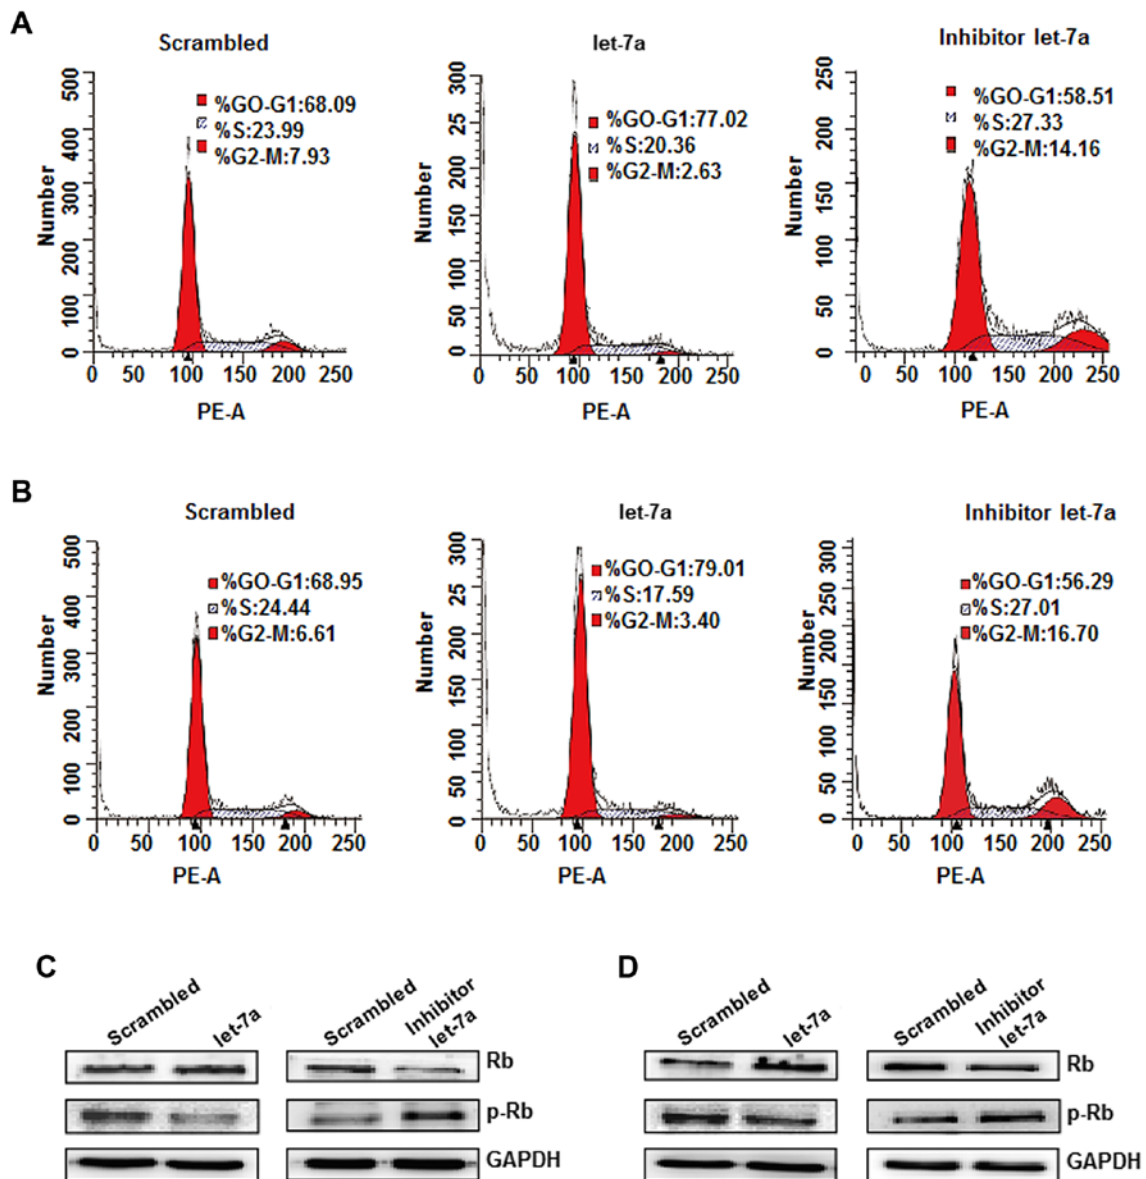 A
Scrambled
let-7a
Inhibitor let-7a
%GO-G1:68.09
%S:23.99
%G2-M:7.93
%GO-G1:77.02
%S:20.36
%G2-M:2.63
%GO-G1:58.51
%S:27.33
%G2-M:14.16
Number
500
400
300
200
100
0
Number
300
25
200
150
100
50
0
Number
250
200
150
100
50
0
0 50 100 150 200 250
0 50 100 150 200 250
0 50 100 150 200 250
PE-A
PE-A
PE-A
B
Scrambled
let-7a
Inhibitor let-7a
%GO-G1:68.95
%S:24.44
%G2-M:6.61
%GO-G1:79.01
%S:17.59
%G2-M:3.40
%GO-G1:56.29
%S:27.01
%G2-M:16.70
Number
500
400
300
200
100
0
Number
300
25
200
150
100
50
0
Number
300
250
200
150
100
50
0
0 50 100 150 200 250
0 50 100 150 200 250
0 50 100 150 200 250
PE-A
PE-A
PE-A
C
Scrambled
let-7a
Scrambled
Inhibitor
let-7a
Rb
p-Rb
GAPDH
D
Scrambled
let-7a
Scrambled
Inhibitor
let-7a
Rb
p-Rb
GAPDH